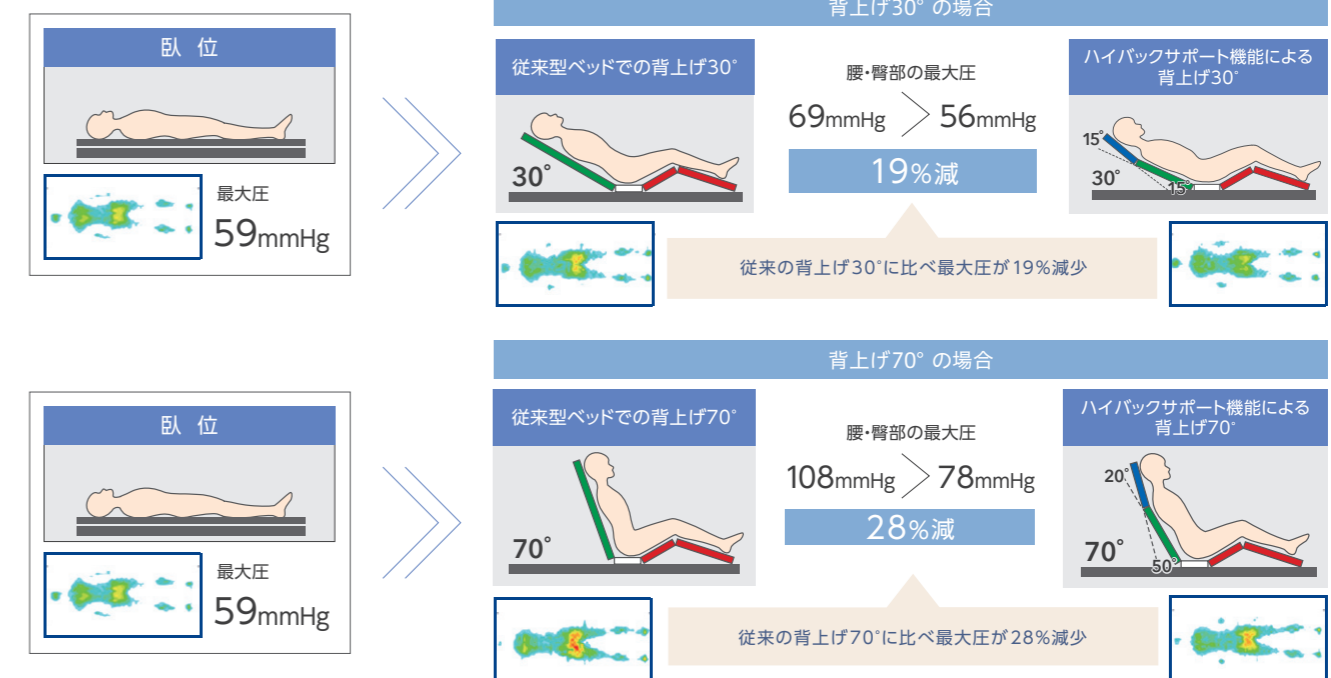 臥 位
最大圧
59mmHg
背上げ30° の場合
従来型ベッドでの背上げ30°
30°
腰・臀部の最大圧
69mmHg 56mmHg
19%減
ハイバックサポート機能による
背上げ30°
15°
30°
15°
従来の背上げ30°に比べ最大圧が19%減少
臥 位
最大圧
59mmHg
背上げ70° の場合
従来型ベッドでの背上げ70°
70°
腰・臀部の最大圧
108mmHg 78mmHg
28%減
ハイバックサポート機能による
背上げ70°
20°
70°
50°
従来の背上げ70°に比べ最大圧が28%減少